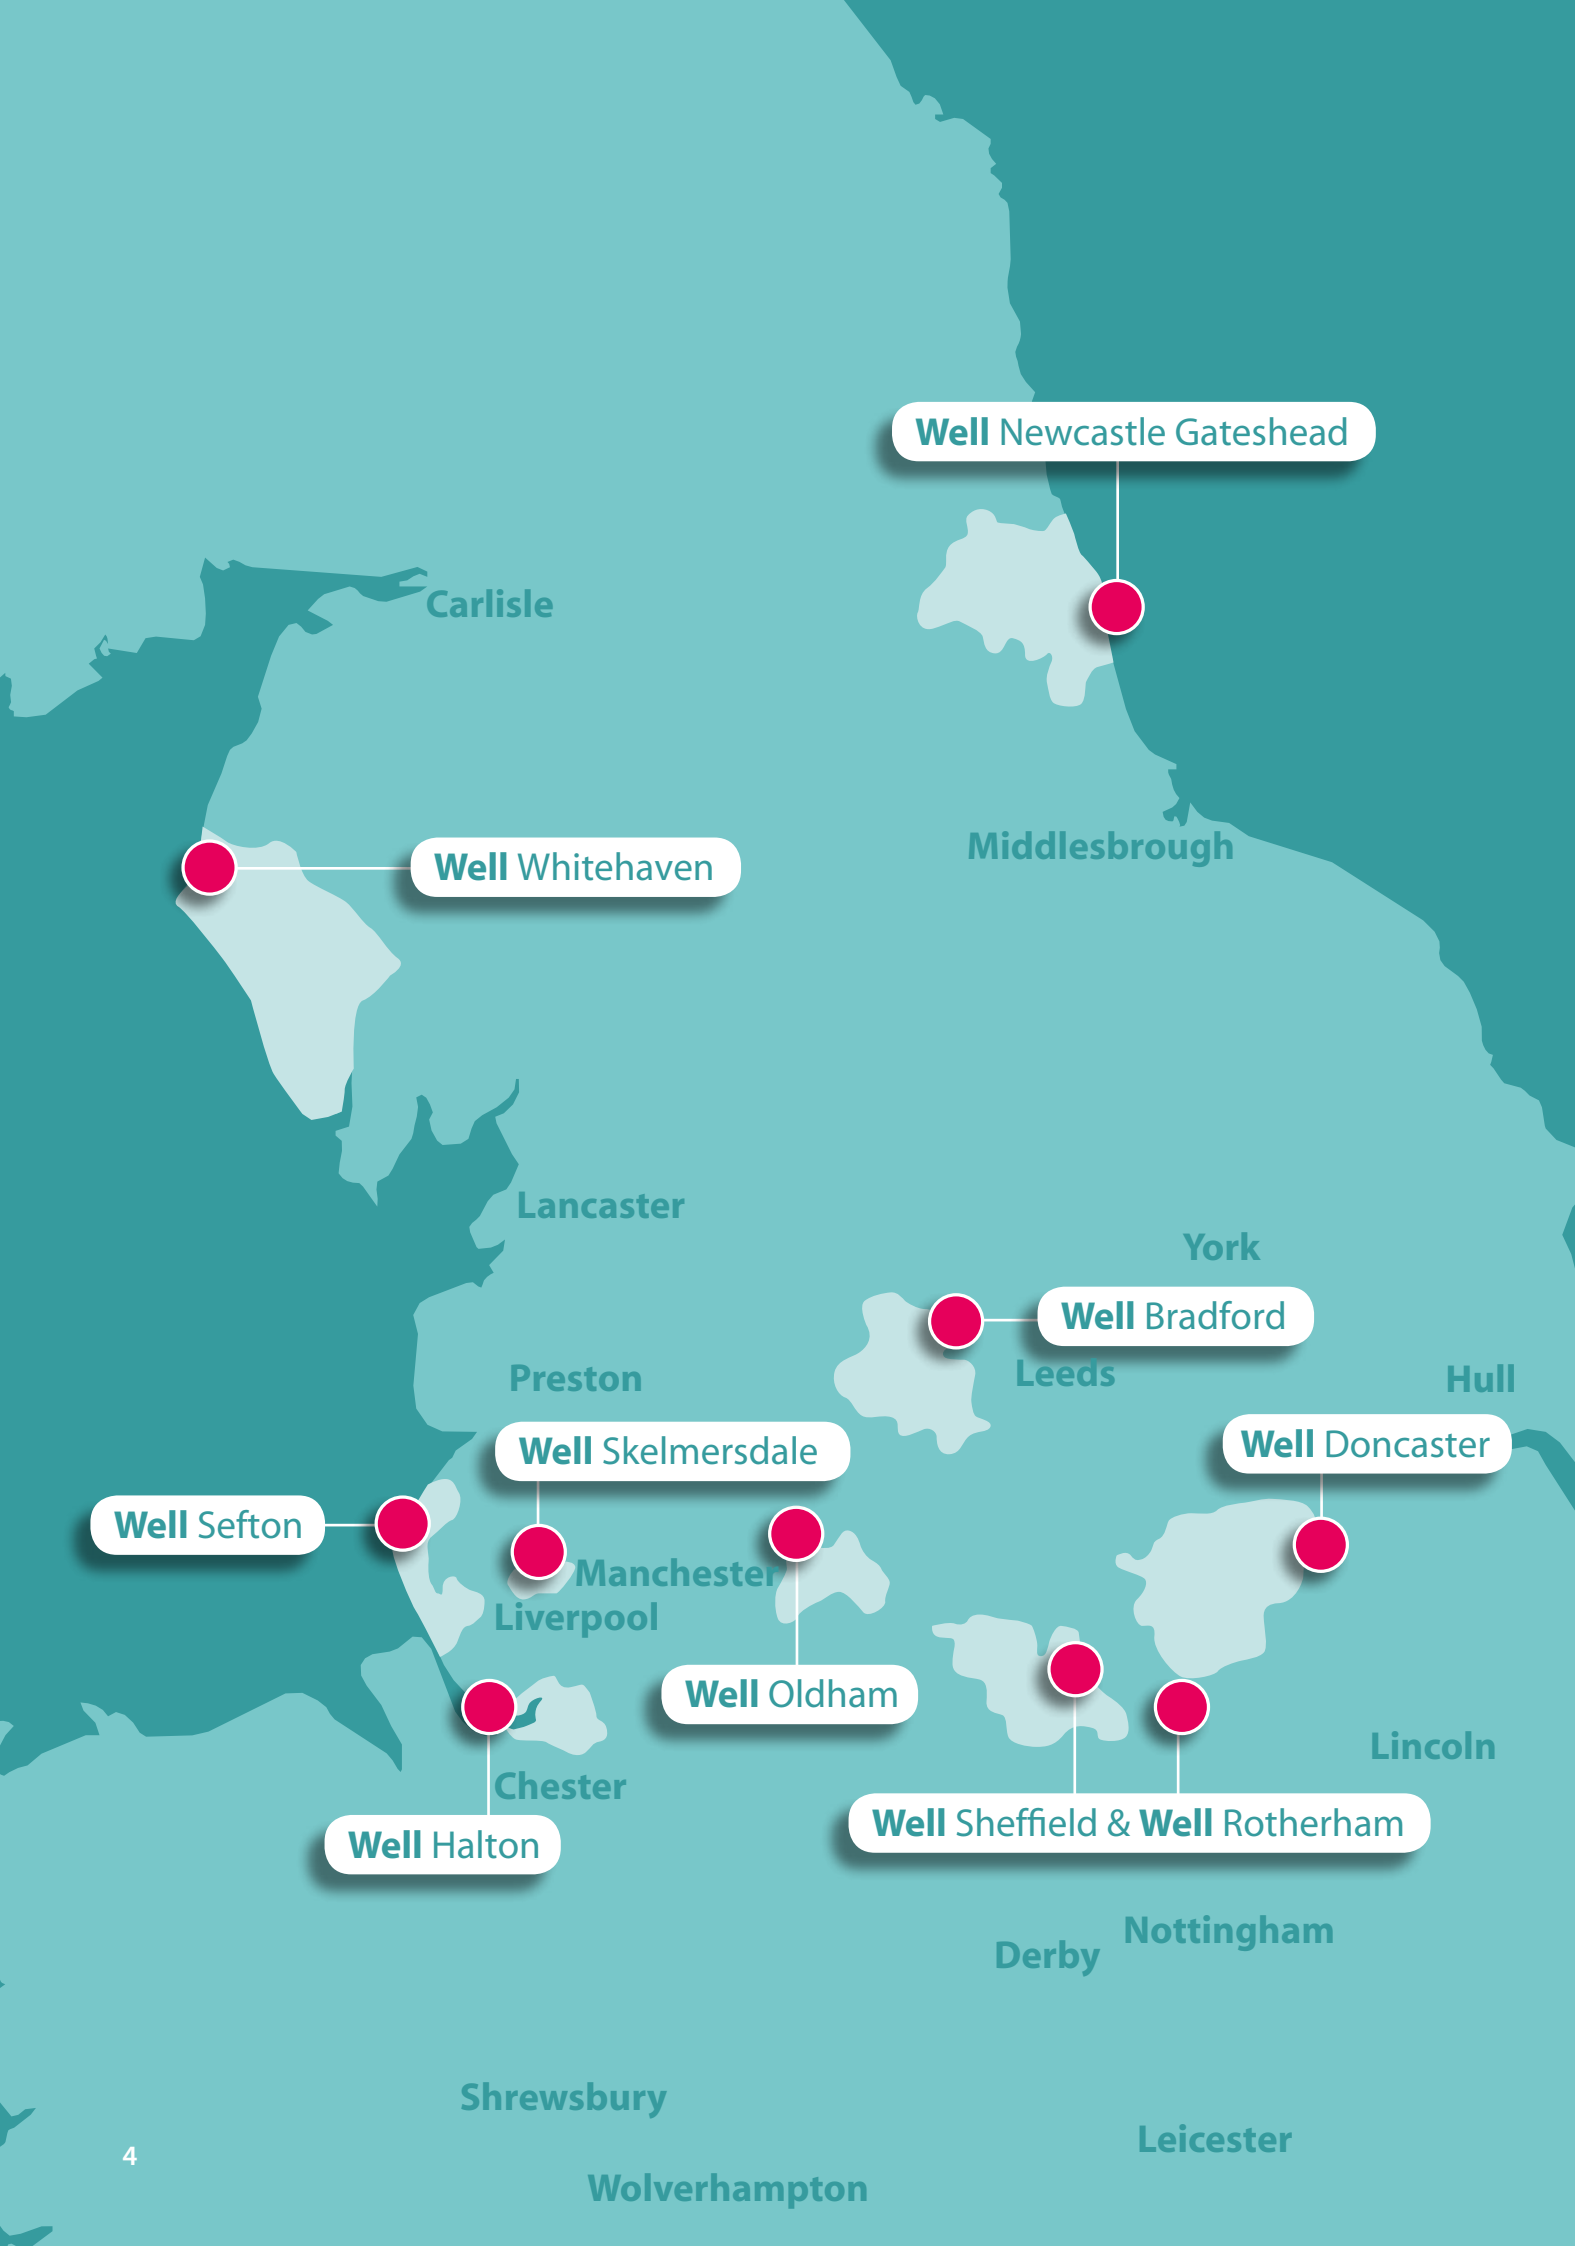 Well Newcastle Gateshead
Carlisle
Middlesbrough
Well Whitehaven
Lancaster
York
Well Bradford
Leeds
Preston
Hull
Well Skelmersdale
Well Doncaster
Well Sefton
Manchester
Liverpool
Well Oldham
Lincoln
Chester
Well Sheffield & Well Rotherham
Well Halton
Nottingham
Derby
Shrewsbury
Leicester
4
Wolverhampton